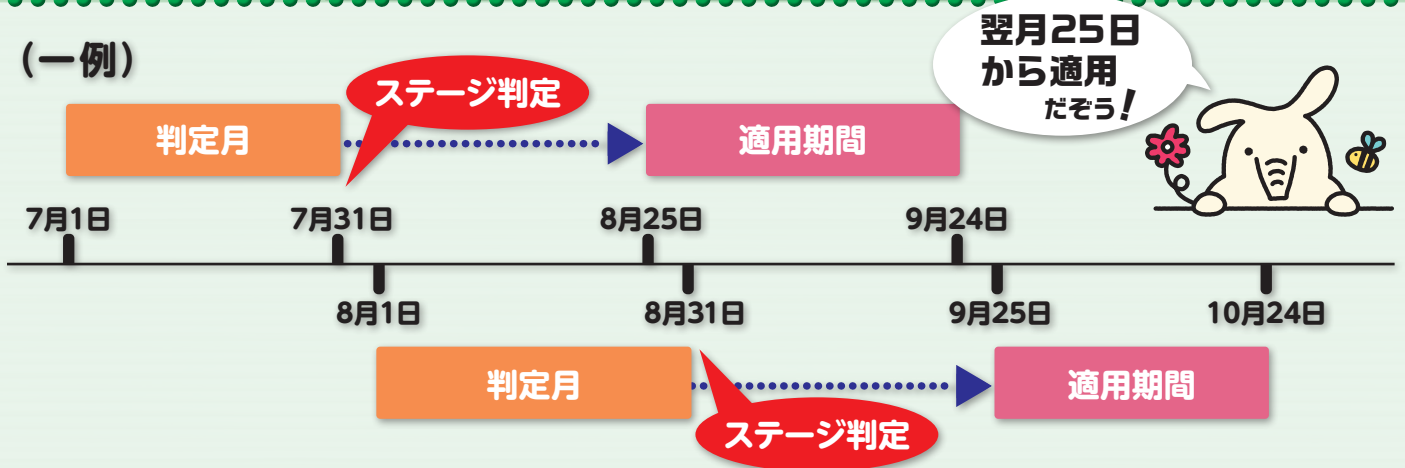 (一例)
ステージ判定
翌月25日
から適用
だぞう!
判定月
適用期間
7月1日
7月31日
8月25日
9月24日
8月1日
8月31日
9月25日
10月24日
判定月
適用期間
ステージ判定